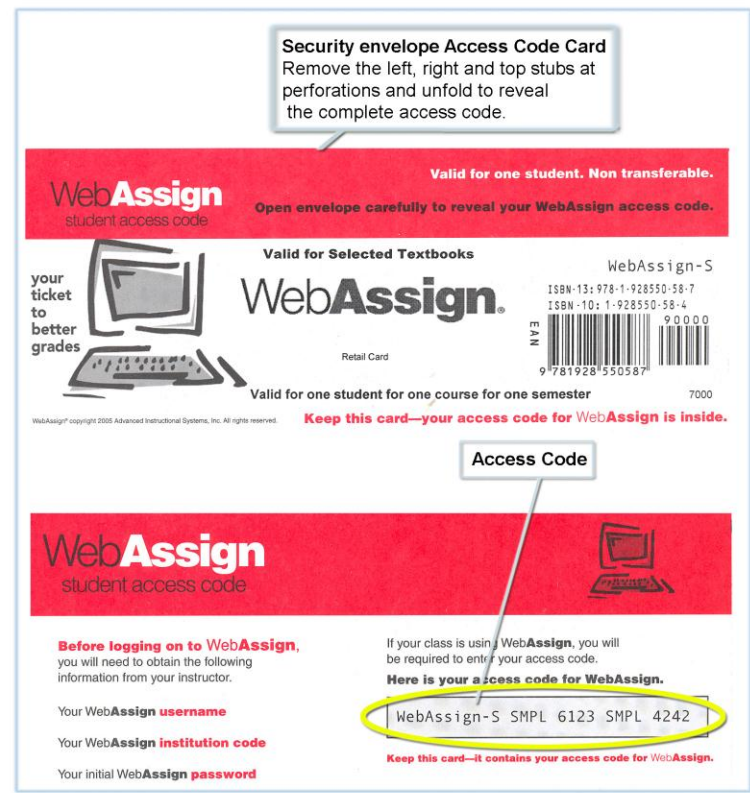 Security envelope Access Code Card
Remove the left, right and top stubs at
perforations and unfold to reveal
the complete access code.
Valid for one student. Non transferable.
WebAssign
student access code
Open envelope carefully to reveal your WebAssign access code.
Valid for Selected Textbooks
your
ticket
to
better
grades
WebAssign®
Retail Card
WebAssign-S
ISBN-13: 978-1-928550-58-7
ISBN-10: 1-928550-58-4
90000
EAN
9 781928 550587
Valid for one student for one course for one semester
7000
WebAssign® copyright 2005 Advanced Instructional Systems, Inc. All rights reserved.
Keep this card—your access code for WebAssign is inside.
Access Code
WebAssign
student access code
Before logging on to WebAssign,
you will need to obtain the following
information from your instructor.
Your WebAssign username
Your WebAssign institution code
Your initial WebAssign password
If your class is using WebAssign, you will
be required to enter your access code.
Here is your access code for WebAssign.
WebAssign-S SMPL 6123 SMPL 4242
Keep this card—it contains your access code for WebAssign.